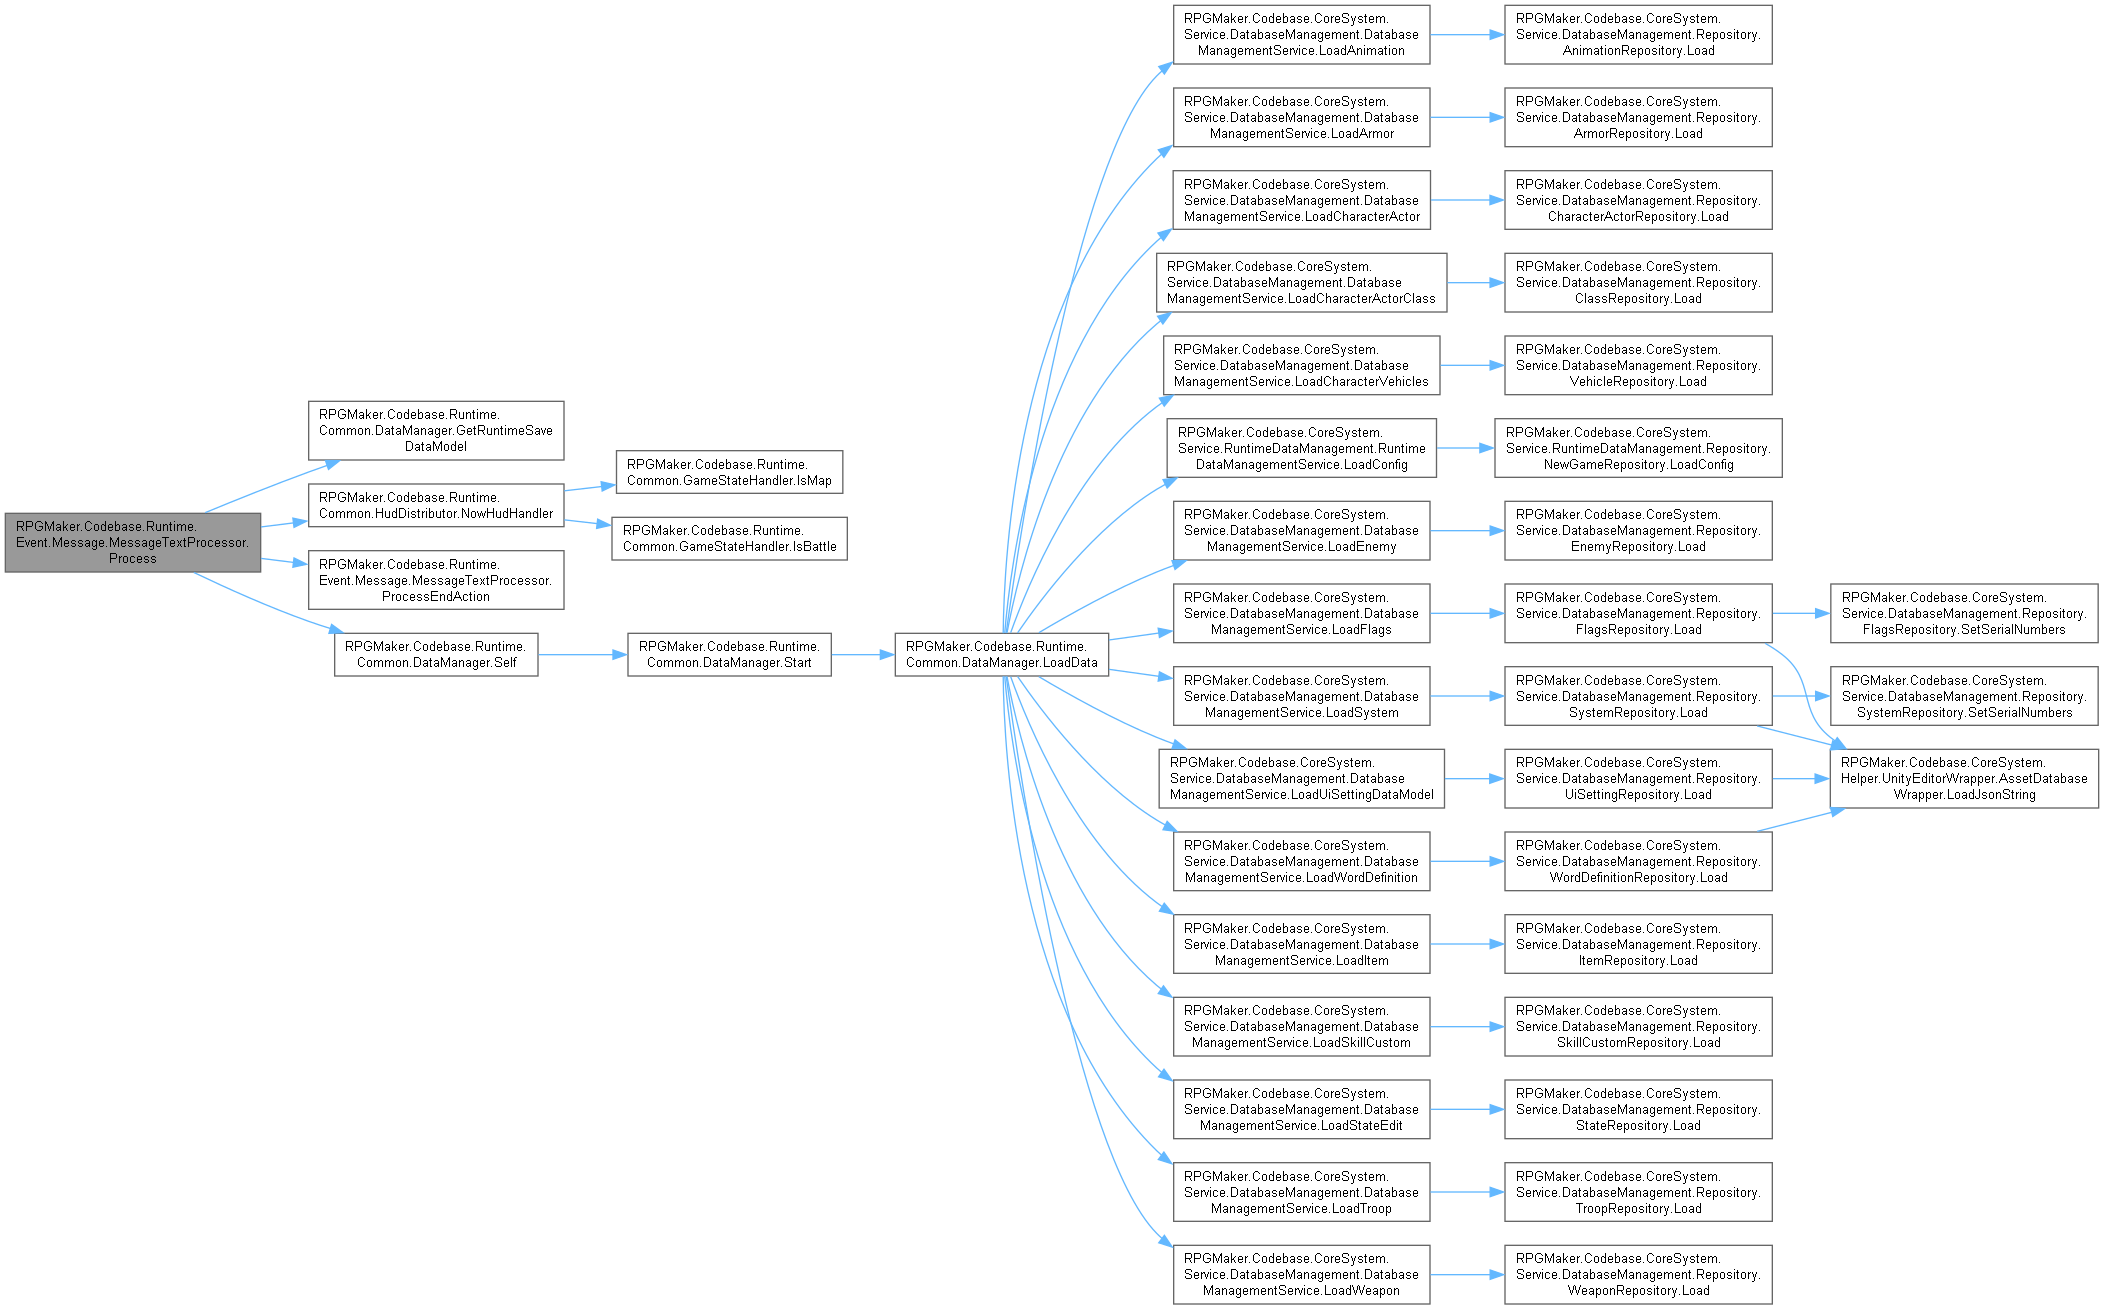 RPGMaker.Codebase.Runtime.
Event.Message.MessageTextProcessor.
Process
RPGMaker.Codebase.Runtime.
Common.DataManager.GetRuntimeSave
DataModel
RPGMaker.Codebase.Runtime.
Common.HudDistributor.NowHudHandler
RPGMaker.Codebase.Runtime.
Event.Message.MessageTextProcessor.
ProcessEndAction
RPGMaker.Codebase.Runtime.
Common.DataManager.Self
RPGMaker.Codebase.Runtime.
Common.GameStateHandler.IsMap
RPGMaker.Codebase.Runtime.
Common.GameStateHandler.IsBattle
RPGMaker.Codebase.Runtime.
Common.DataManager.Start
RPGMaker.Codebase.Runtime.
Common.DataManager.LoadData
RPGMaker.Codebase.CoreSystem.
Service.DatabaseManagement.Database
ManagementService.LoadAnimation
RPGMaker.Codebase.CoreSystem.
Service.DatabaseManagement.Repository.
AnimationRepository.Load
RPGMaker.Codebase.CoreSystem.
Service.DatabaseManagement.Database
ManagementService.LoadArmor
RPGMaker.Codebase.CoreSystem.
Service.DatabaseManagement.Repository.
ArmorRepository.Load
RPGMaker.Codebase.CoreSystem.
Service.DatabaseManagement.Database
ManagementService.LoadCharacterActor
RPGMaker.Codebase.CoreSystem.
Service.DatabaseManagement.Repository.
CharacterActorRepository.Load
RPGMaker.Codebase.CoreSystem.
Service.DatabaseManagement.Database
ManagementService.LoadCharacterActorClass
RPGMaker.Codebase.CoreSystem.
Service.DatabaseManagement.Repository.
ClassRepository.Load
RPGMaker.Codebase.CoreSystem.
Service.DatabaseManagement.Database
ManagementService.LoadCharacterVehicles
RPGMaker.Codebase.CoreSystem.
Service.DatabaseManagement.Repository.
VehicleRepository.Load
RPGMaker.Codebase.CoreSystem.
Service.RuntimeDataManagement.Runtime
DataManagementService.LoadConfig
RPGMaker.Codebase.CoreSystem.
Service.RuntimeDataManagement.Repository.
NewGameRepository.LoadConfig
RPGMaker.Codebase.CoreSystem.
Service.DatabaseManagement.Database
ManagementService.LoadEnemy
RPGMaker.Codebase.CoreSystem.
Service.DatabaseManagement.Repository.
EnemyRepository.Load
RPGMaker.Codebase.CoreSystem.
Service.DatabaseManagement.Database
ManagementService.LoadFlags
RPGMaker.Codebase.CoreSystem.
Service.DatabaseManagement.Repository.
FlagsRepository.Load
RPGMaker.Codebase.CoreSystem.
Service.DatabaseManagement.Repository.
FlagsRepository.SetSerialNumbers
RPGMaker.Codebase.CoreSystem.
Service.DatabaseManagement.Database
ManagementService.LoadSystem
RPGMaker.Codebase.CoreSystem.
Service.DatabaseManagement.Repository.
SystemRepository.Load
RPGMaker.Codebase.CoreSystem.
Service.DatabaseManagement.Repository.
SystemRepository.SetSerialNumbers
RPGMaker.Codebase.CoreSystem.
Service.DatabaseManagement.Database
ManagementService.LoadUiSettingDataModel
RPGMaker.Codebase.CoreSystem.
Service.DatabaseManagement.Repository.
UiSettingRepository.Load
RPGMaker.Codebase.CoreSystem.
Helper.UnityEditorWrapper.AssetDatabase
Wrapper.LoadJsonString
RPGMaker.Codebase.CoreSystem.
Service.DatabaseManagement.Database
ManagementService.LoadWordDefinition
RPGMaker.Codebase.CoreSystem.
Service.DatabaseManagement.Repository.
WordDefinitionRepository.Load
RPGMaker.Codebase.CoreSystem.
Service.DatabaseManagement.Database
ManagementService.LoadItem
RPGMaker.Codebase.CoreSystem.
Service.DatabaseManagement.Repository.
ItemRepository.Load
RPGMaker.Codebase.CoreSystem.
Service.DatabaseManagement.Database
ManagementService.LoadSkillCustom
RPGMaker.Codebase.CoreSystem.
Service.DatabaseManagement.Repository.
SkillCustomRepository.Load
RPGMaker.Codebase.CoreSystem.
Service.DatabaseManagement.Database
ManagementService.LoadStateEdit
RPGMaker.Codebase.CoreSystem.
Service.DatabaseManagement.Repository.
StateRepository.Load
RPGMaker.Codebase.CoreSystem.
Service.DatabaseManagement.Database
ManagementService.LoadTroop
RPGMaker.Codebase.CoreSystem.
Service.DatabaseManagement.Repository.
TroopRepository.Load
RPGMaker.Codebase.CoreSystem.
Service.DatabaseManagement.Database
ManagementService.LoadWeapon
RPGMaker.Codebase.CoreSystem.
Service.DatabaseManagement.Repository.
WeaponRepository.Load